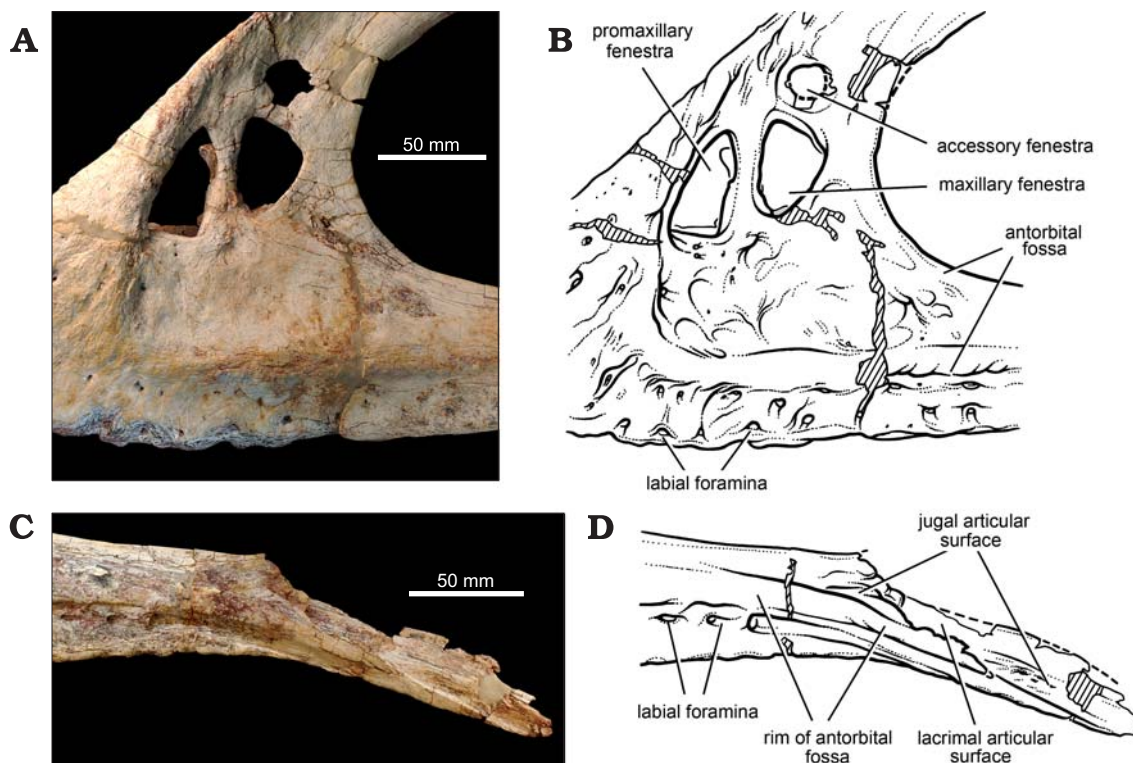 A
50 mm
B
promaxillary
fenestra
accessory fenestra
maxillary fenestra
antorbital
fossa
labial foramina
C
50 mm
D
jugal articular
surface
labial foramina
rim of antorbital
fossa
lacrimal articular
surface